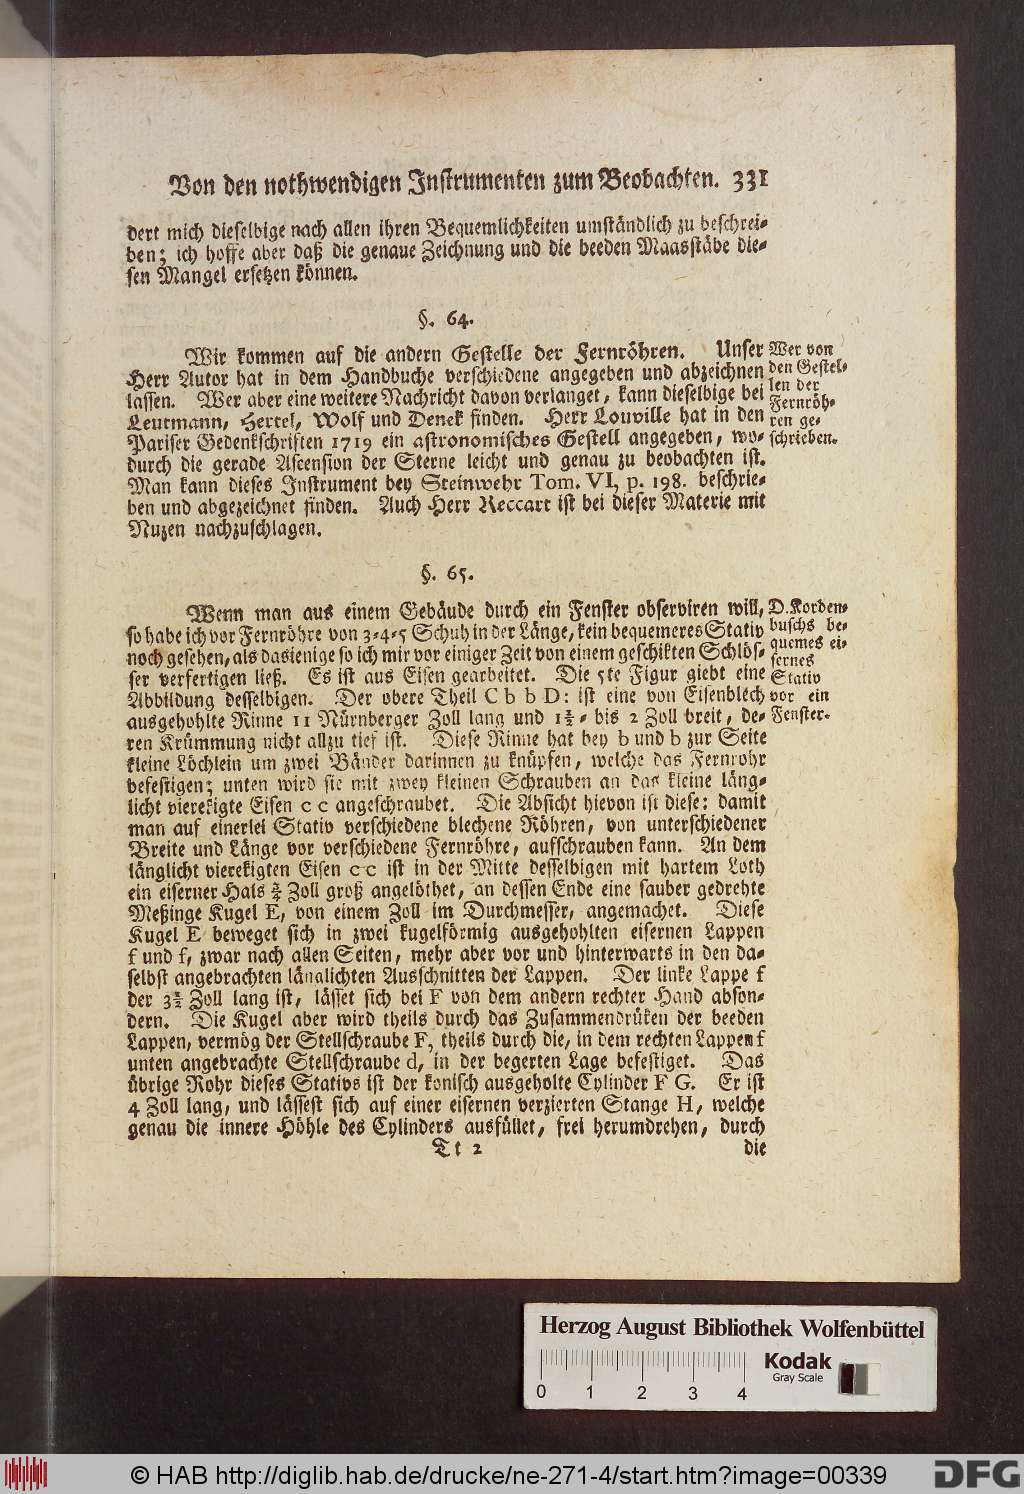 Von den nothwendigen Instrumenten zum Beobachten. 331
dert mich dieselbige nach allen ihren Bequemlichkeiten umständlich zu beschrei-
ben; ich hoffe aber daß die genaue Zeichnung und die beeden Maasstäbe die-
sen Mangel ersetzen können.
§. 64.
Wir kommen auf die andern Gestelle der Fernröhren. Unser
Herr Autor hat in dem Handbuche verschiedene angegeben und abzeichnen
lassen. Wer aber eine weitere Nachricht davon verlanget, kann dieselbige bei
Leutmann, Hertel, Wolf und Denek finden. Herr Louville hat in den
Pariser Gedenkschriften 1719 ein astronomisches Gestell angegeben, wo-
durch die gerade Ascension der Sterne leicht und genau zu beobachten ist.
Man kann dieses Instrument bey Steinwehr Tom. VI, p. 198. beschrie-
ben und abgezeichnet finden. Auch Herr Reccart ist bei dieser Materie mit
Nuzen nachzuschlagen.
Wer von
den Gestel-
len der
Fernröh-
ren ge-
schrieben.
§. 65.
Wenn man aus einem Gebäude durch ein Fenster observiren will,
so habe ich vor Fernröhre von 3-4-5 Schuh in der Länge, kein bequemeres Stativ
noch gesehen, als dasienige so ich mir vor einiger Zeit von einem geschikten Schlös-
ser verfertigen ließ. Es ist aus Eisen gearbeitet. Die 5te Figur giebt eine
Abbildung desselbigen. Der obere Theil C b b D: ist eine von Eisenblech
ausgehohlte Rinne 11 Nürnberger Zoll lang und 1½- bis 2 Zoll breit, de-
ren Krümmung nicht allzu tief ist. Diese Rinne hat bey b und b zur Seite
kleine Löchlein um zwei Bänder darinnen zu knüpfen, welche das Fernrohr
befestigen; unten wird sie mit zwey kleinen Schrauben an das kleine läng-
licht vierekigte Eisen c c angeschraubet. Die Absicht hievon ist diese: damit
man auf einerlei Stativ verschiedene blechene Röhren, von unterschiedener
Breite und Länge vor verschiedene Fernröhre, aufschrauben kann. An dem
länglicht vierekigten Eisen c c ist in der Mitte desselbigen mit hartem Loth
ein eiserner Hals ¾ Zoll groß angelöthet, an dessen Ende eine sauber gedrehte
Meßinge Kugel E, von einem Zoll im Durchmesser, angemachet. Diese
Kugel E beweget sich in zwei kugelförmig ausgehohlten eisernen Lappen
f und f, zwar nach allen Seiten, mehr aber vor und hinterwarts in den da-
selbst angebrachten länglichten Ausschnitten der Lappen. Der linke Lappe f
der 3½ Zoll lang ist, lässet sich bei F von dem andern rechter Hand abson-
dern. Die Kugel aber wird theils durch das Zusammendrüken der beeden
Lappen, vermög der Stellschraube F, theils durch die, in dem rechten Lappen f
unten angebrachte Stellschraube d, in der begerten Lage befestiget. Das
übrige Rohr dieses Stativs ist der konisch ausgeholte Cylinder F G. Er ist
4 Zoll lang, und lässest sich auf einer eisernen verzierten Stange H, welche
genau die innere Höhle des Cylinders ausfüllet, frei herumdrehen, durch
D. Korden-
buschs be-
quemes ei-
sernes
Stativ
vor ein
Fenster.
Tt 2
die
Herzog August Bibliothek Wolfenbüttel
0 1 2 3 4
Kodak
Gray Scale
© HAB http://diglib.hab.de/drucke/ne-271-4/start.htm?image=00339
DFG